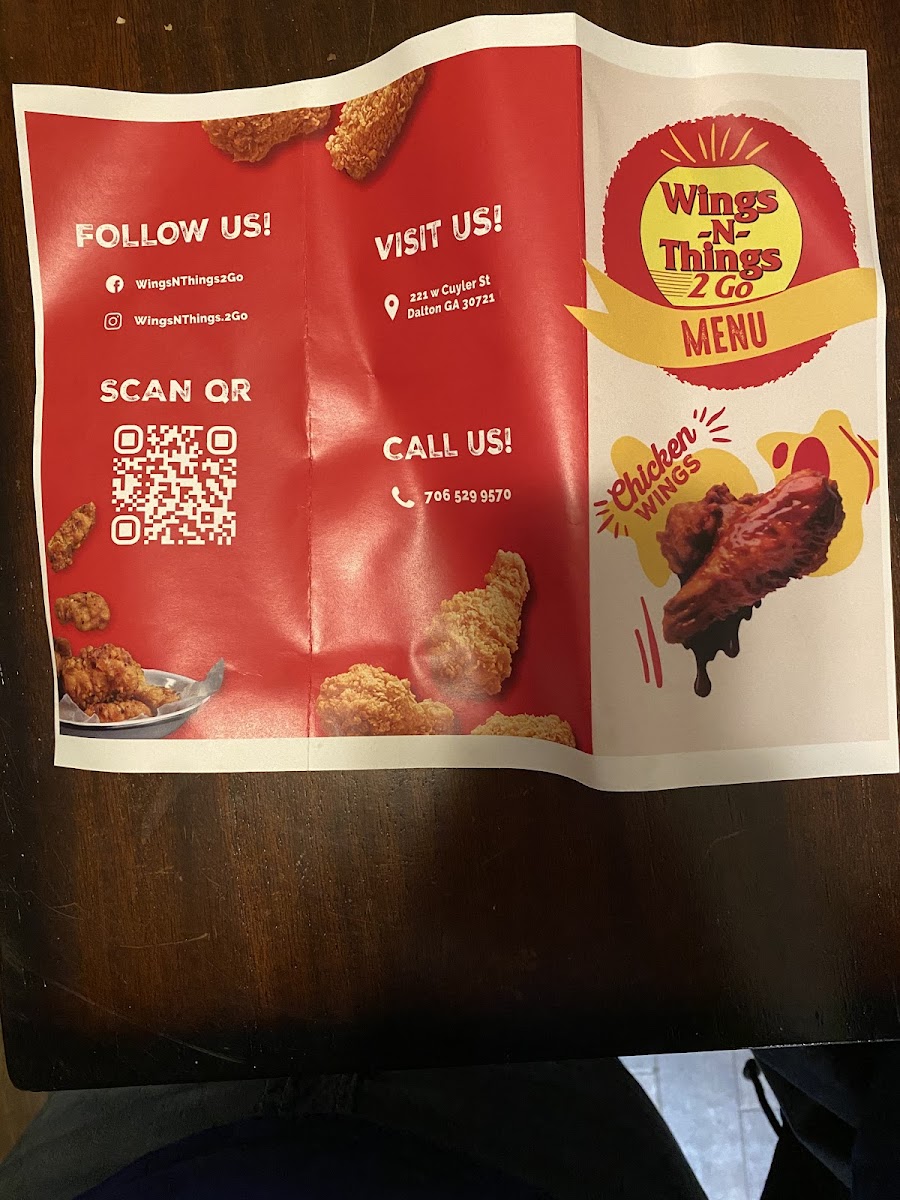 FOLLOW US!
WingsNThings2Go
WingsNThings.2Go
SCAN QR
VISIT US!
221 w Cuyler St
Dalton GA 30721
CALL US!
706 529 9570
Wings
-N-
Things
2 Go
MENU
Chicken
WINGS